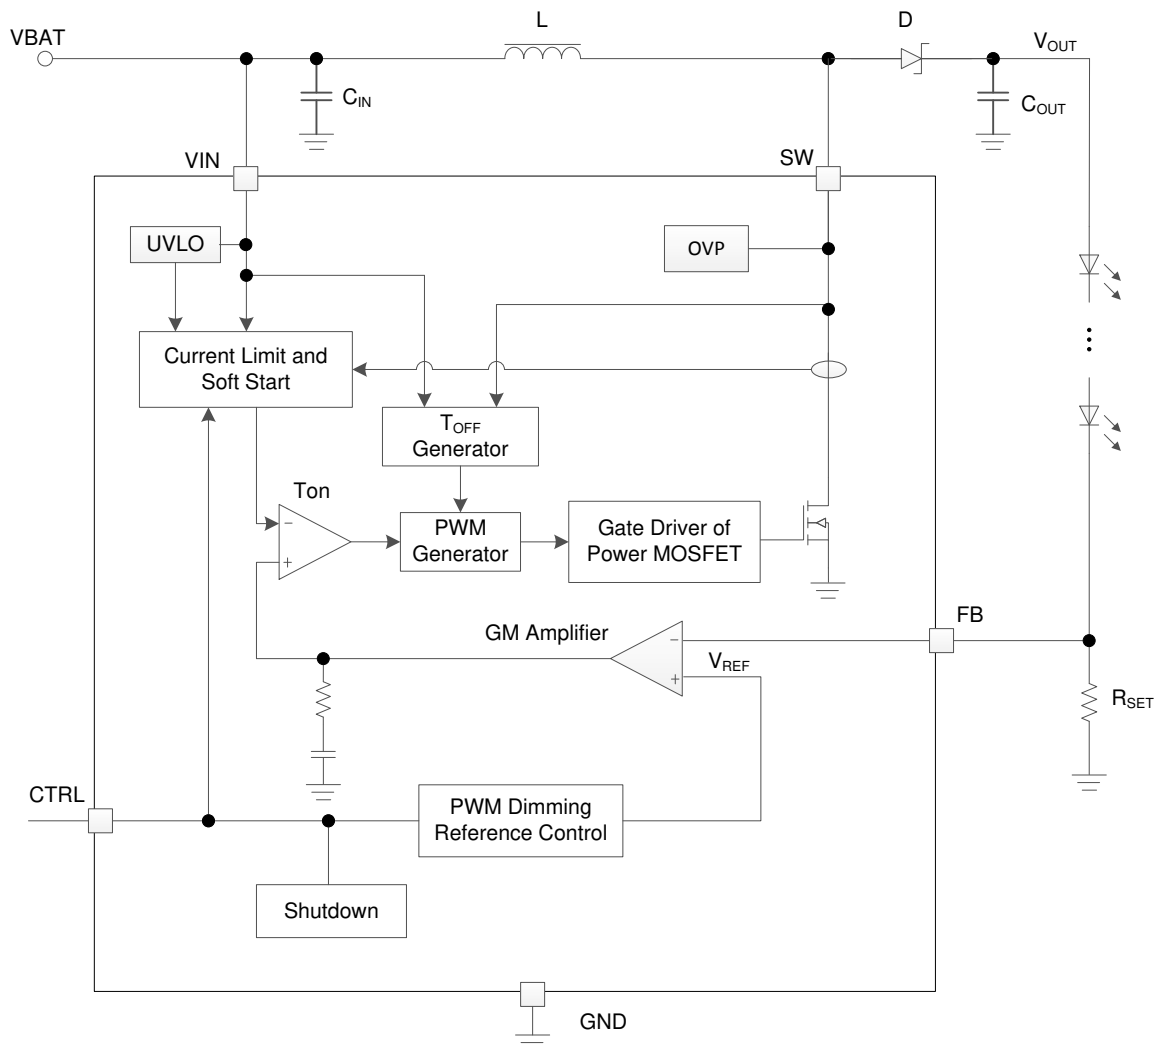 L
D
VBAT
VOUT
CIN
COUT
VIN
SW
UVLO
OVP
Current Limit and
Soft Start
TOFF
Generator
Ton
−
+
PWM
Generator
Gate Driver of
Power MOSFET
FB
GM Amplifier
−
VREF
+
RSET
CTRL
PWM Dimming
Reference Control
Shutdown
GND